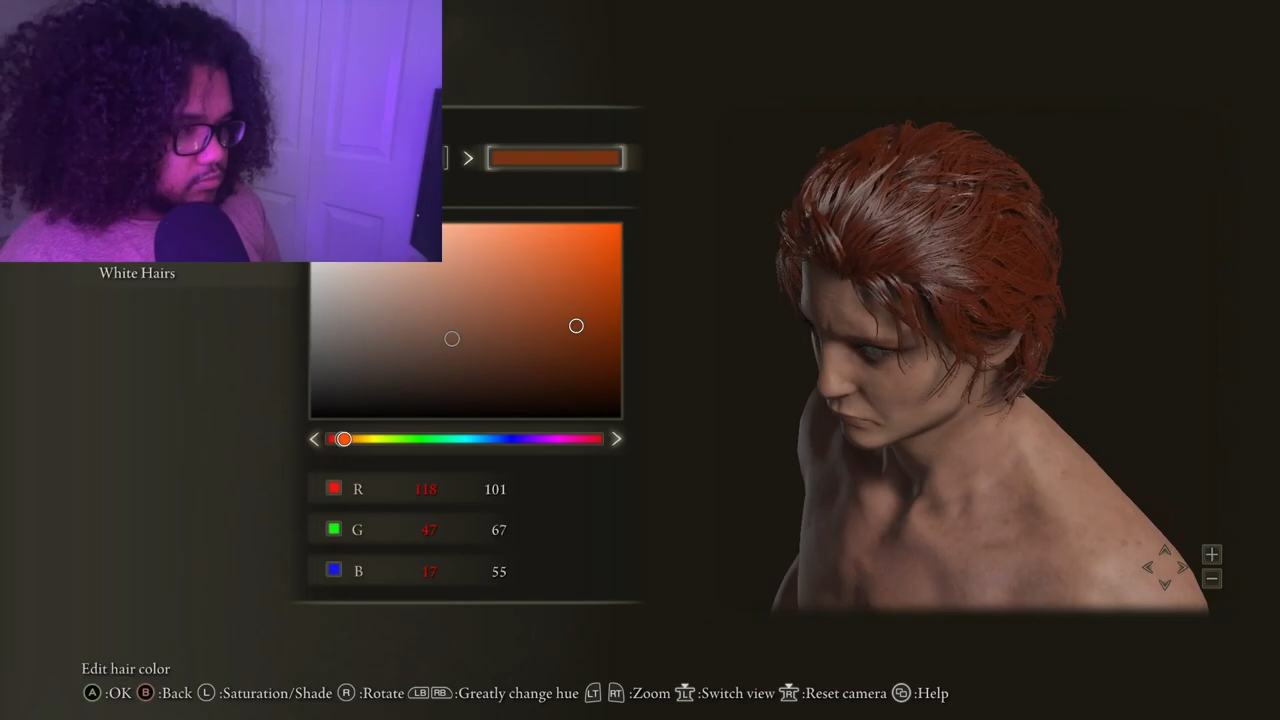 White Hairs
R 118 101
G 47 67
B 17 55
Edit hair color
A :OK B :Back L :Saturation/Shade R :Rotate LB RB :Greatly change hue LT RT :Zoom L :Switch view R :Reset camera :Help